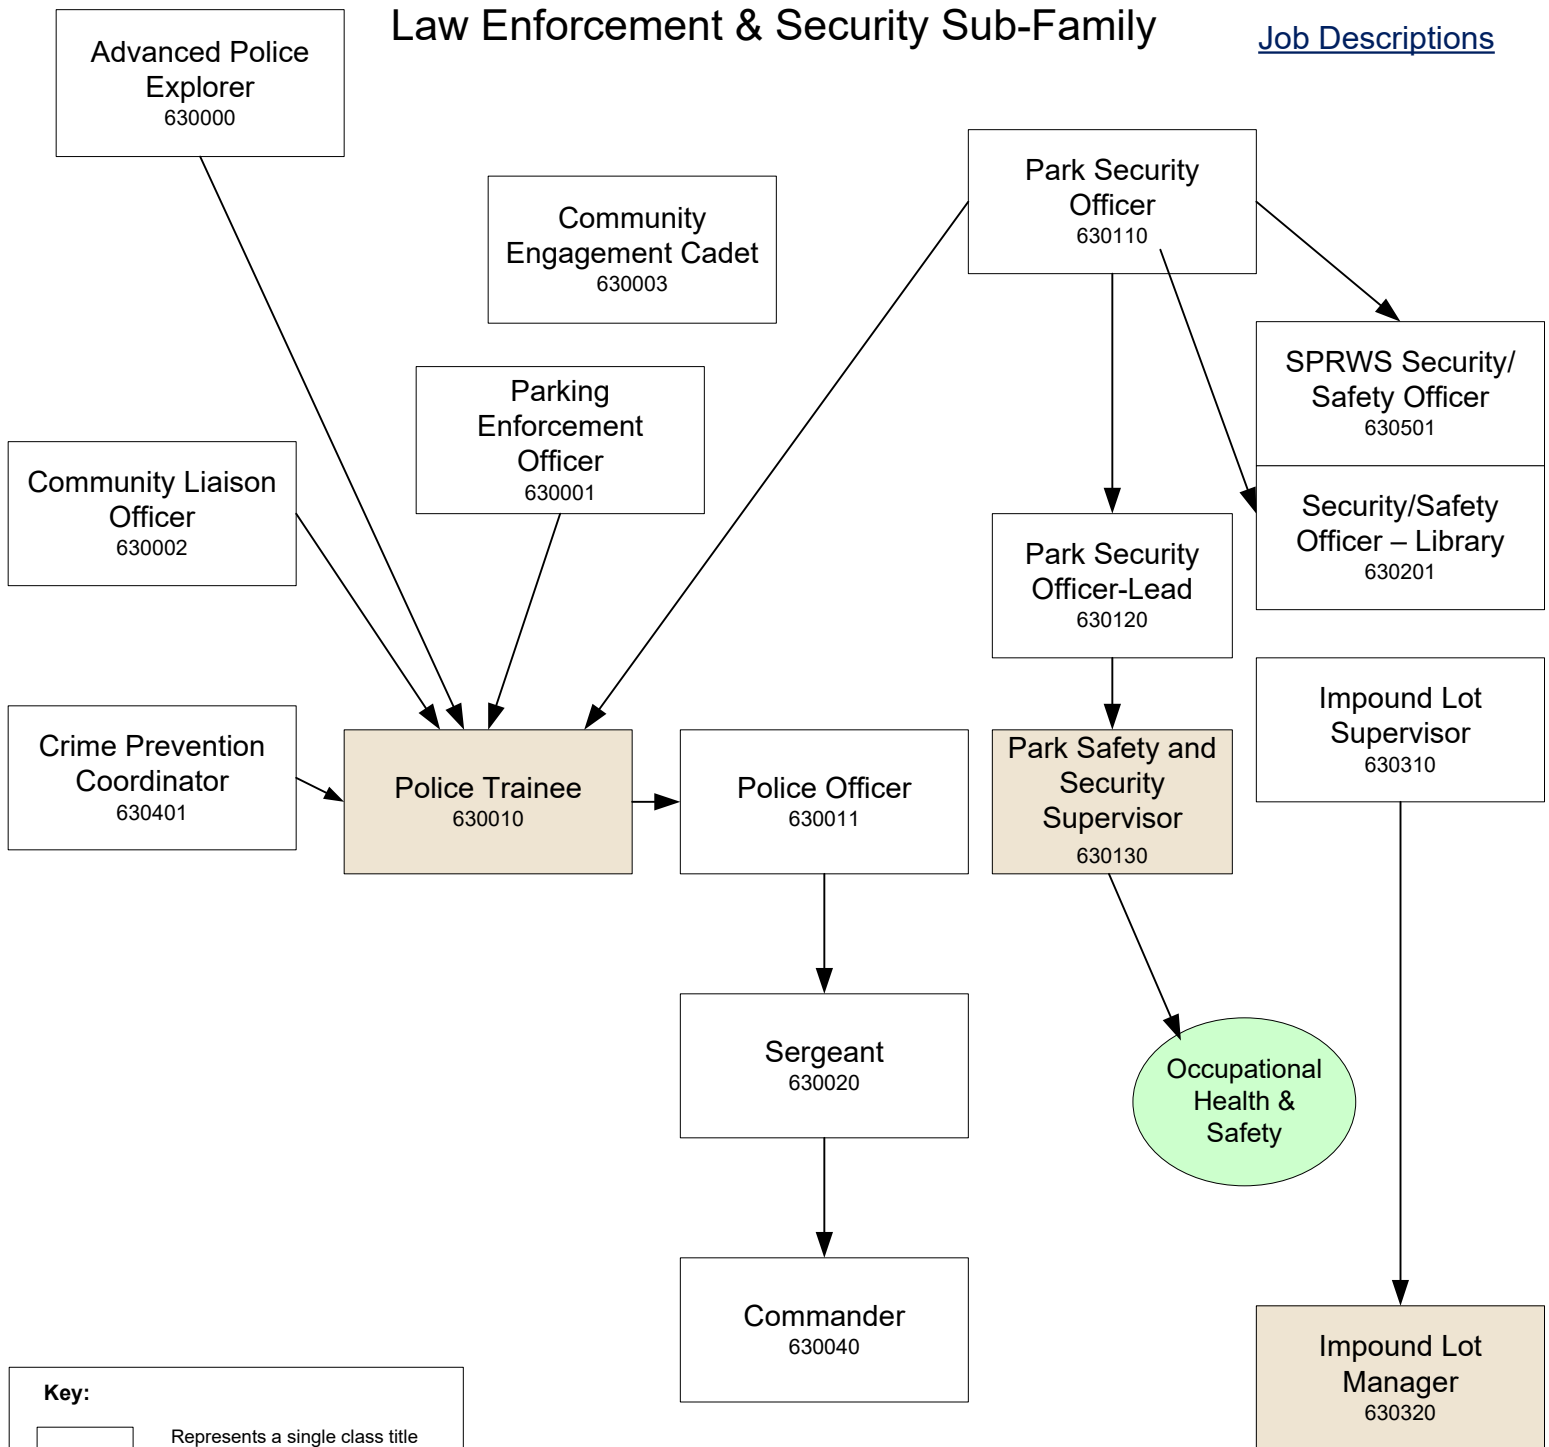 Law Enforcement & Security Sub-Family
Job Descriptions
Advanced Police
Explorer
630000
Community
Engagement Cadet
630003
Park Security
Officer
630110
Parking
Enforcement
Officer
630001
SPRWS Security/
Safety Officer
630501
Community Liaison
Officer
630002
Security/Safety
Officer – Library
630201
Park Security
Officer-Lead
630120
Crime Prevention
Coordinator
630401
Police Trainee
630010
Police Officer
630011
Park Safety and
Security
Supervisor
630130
Impound Lot
Supervisor
630310
Sergeant
630020
Occupational
Health &
Safety
Commander
630040
Impound Lot
Manager
630320
Key:
Represents a single class title